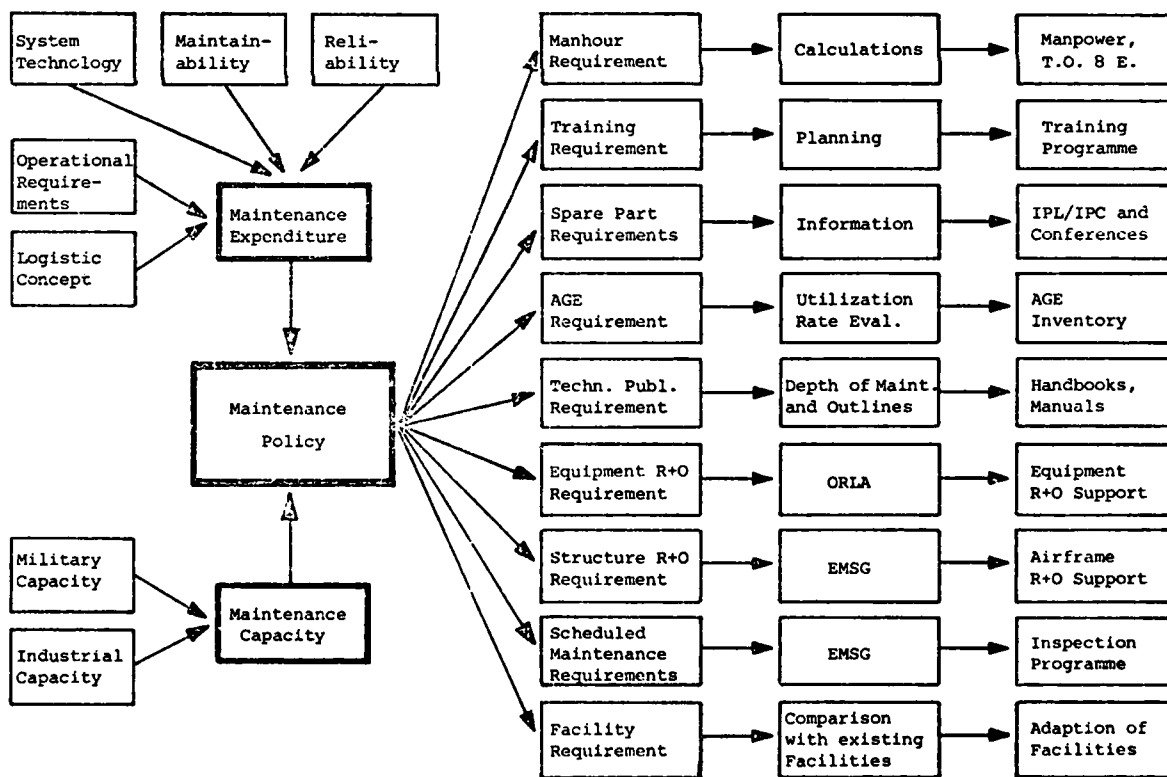 System
Technology
Maintain-
ability
Reli-
ability
Operational
Require-
ments
Logistic
Concept
Maintenance
Expenditure
Maintenance
Policy
Military
Capacity
Industrial
Capacity
Maintenance
Capacity
Manhour
Requirement
Calculations
Manpower,
T.O. 8 E.
Training
Requirement
Planning
Training
Programme
Spare Part
Requirements
Information
IPL/IPC and
Conferences
AGE
Requirement
Utilization
Rate Eval.
AGE
Inventory
Techn. Publ.
Requirement
Depth of Maint.
and Outlines
Handbooks,
Manuals
Equipment R+O
Requirement
ORLA
Equipment
R+O Support
Structure R+O
Requirement
EMSG
Airframe
R+O Support
Scheduled
Maintenance
Requirements
EMSG
Inspection
Programme
Facility
Requirement
Comparison
with existing
Facilities
Adaption of
Facilities